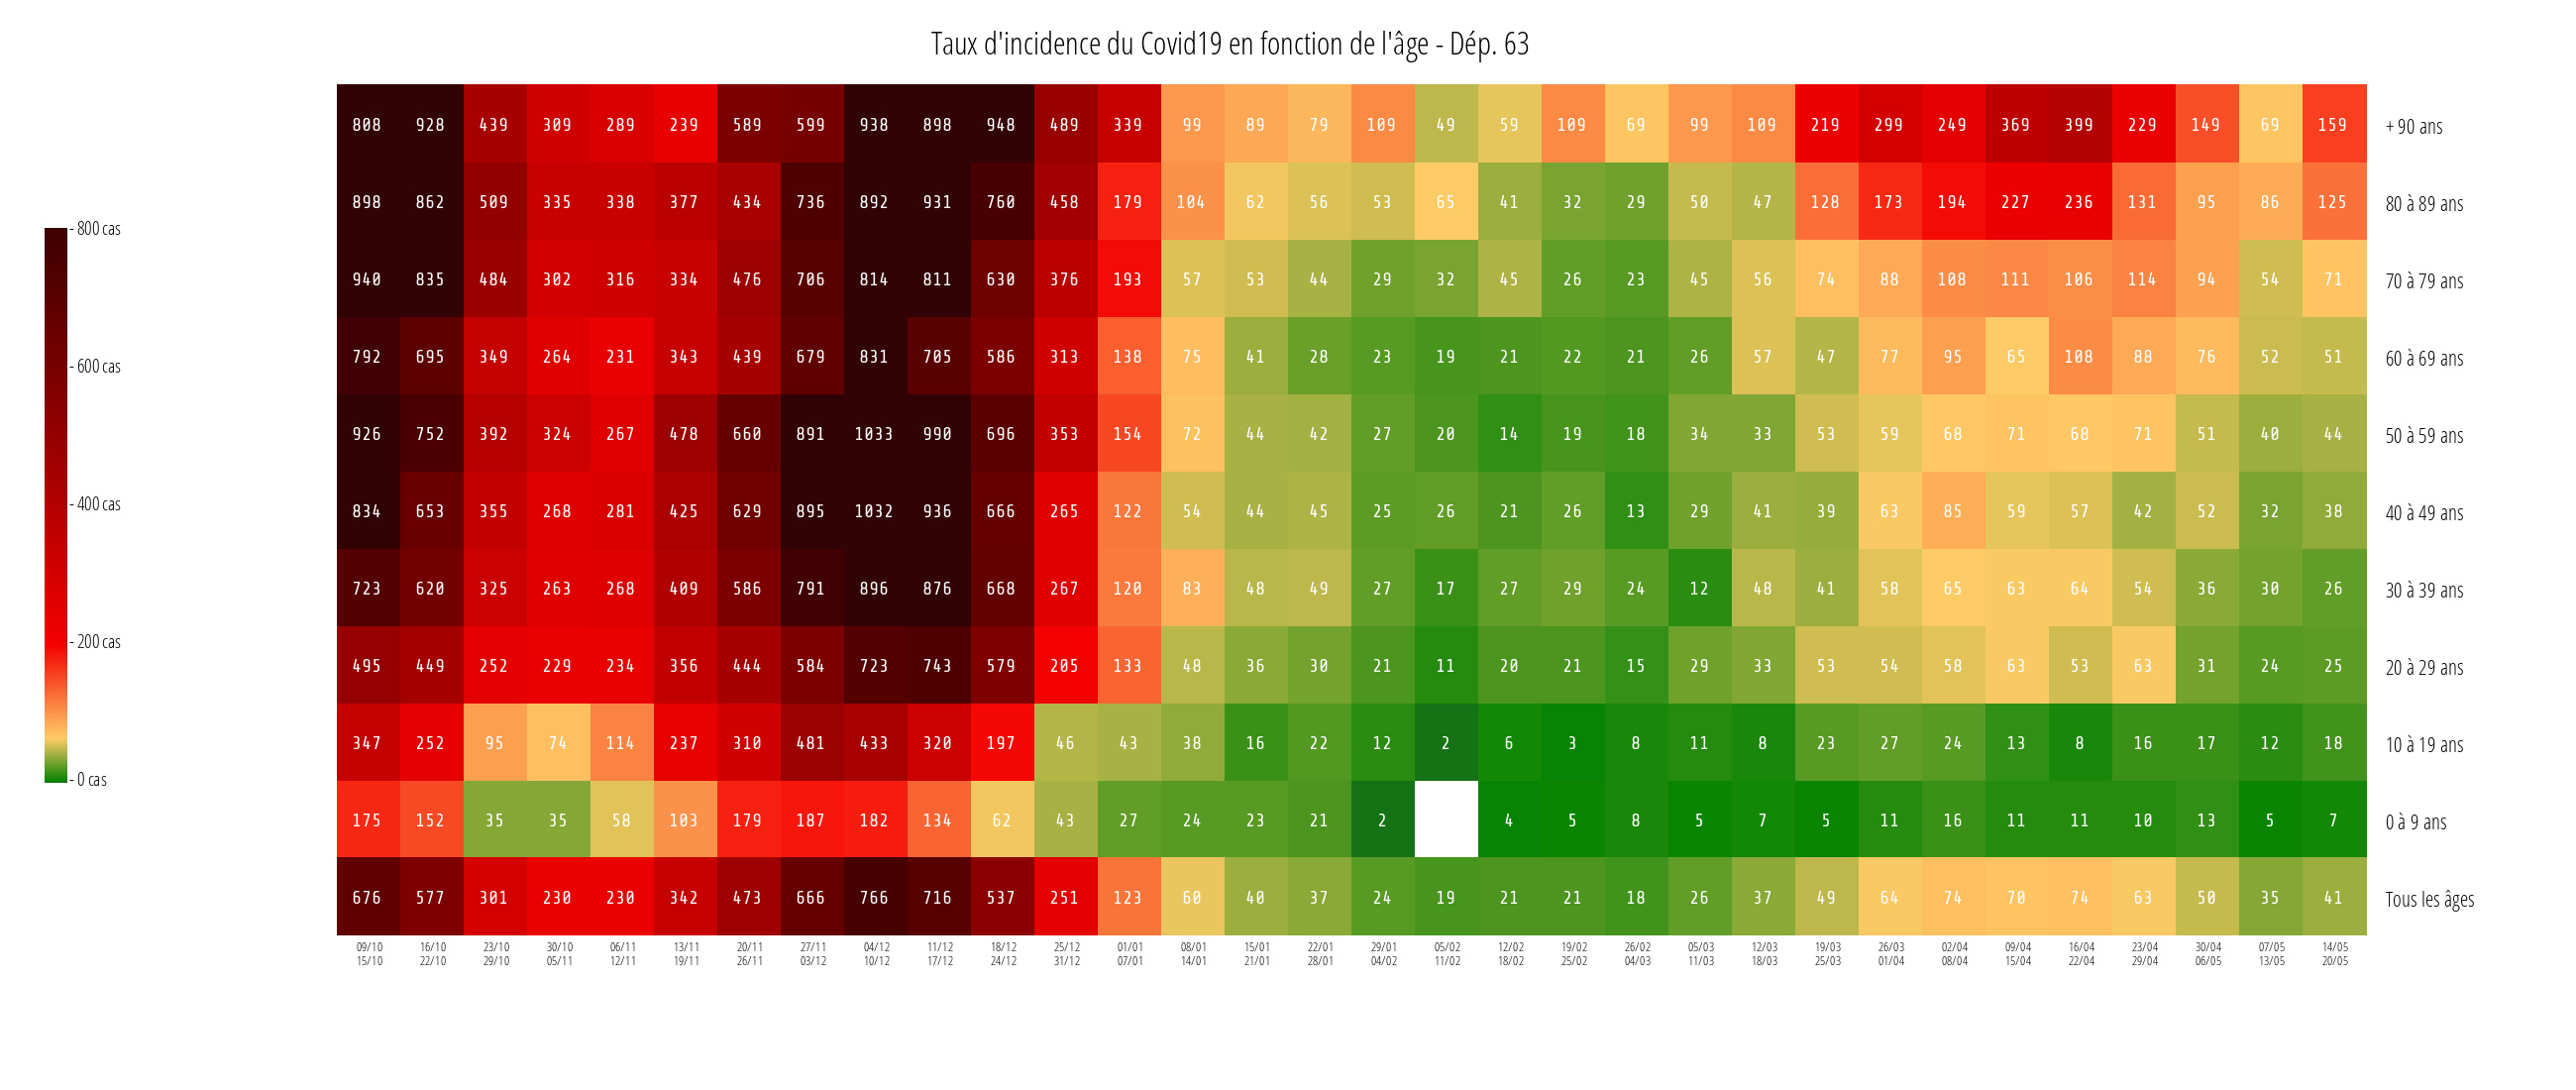 Taux d'incidence du Covid19 en fonction de l'âge - Dép. 63
- 800 cas
- 600 cas
- 400 cas
- 200 cas
- 0 cas
808 928 439 309 289 239 589 599 938 898 948 489 339 99 89 79 109 49 59 109 69 99 109 219 299 249 369 399 229 149 69 159 + 90 ans
898 862 509 335 338 377 434 736 892 931 760 458 179 104 62 56 53 65 41 32 29 50 47 128 173 194 227 236 131 95 86 125 80 à 89 ans
940 835 484 302 316 334 476 706 814 811 630 376 193 57 53 44 29 32 45 26 23 45 56 74 88 108 111 106 114 94 54 71 70 à 79 ans
792 695 349 264 231 343 439 679 831 705 586 313 138 75 41 28 23 19 21 22 21 26 57 47 77 95 65 108 88 76 52 51 60 à 69 ans
926 752 392 324 267 478 660 891 1033 990 696 353 154 72 44 42 27 20 14 19 18 34 33 53 59 68 71 68 71 51 40 44 50 à 59 ans
834 653 355 268 281 425 629 895 1032 936 666 265 122 54 44 45 25 26 21 26 13 29 41 39 63 85 59 57 42 52 32 38 40 à 49 ans
723 620 325 263 268 409 586 791 896 876 668 267 120 83 48 49 27 17 27 29 24 12 48 41 58 65 63 64 54 36 30 26 30 à 39 ans
495 449 252 229 234 356 444 584 723 743 579 205 133 48 36 30 21 11 20 21 15 29 33 53 54 58 63 53 63 31 24 25 20 à 29 ans
347 252 95 74 114 237 310 481 433 320 197 46 43 38 16 22 12 2 6 3 8 11 8 23 27 24 13 8 16 17 12 18 10 à 19 ans
175 152 35 35 58 103 179 187 182 134 62 43 27 24 23 21 2 4 5 8 5 7 5 11 16 11 11 10 13 5 7 0 à 9 ans
676 577 301 230 230 342 473 666 766 716 537 251 123 60 40 37 24 19 21 21 18 26 37 49 64 74 70 74 63 50 35 41 Tous les âges
09/10 16/10 23/10 30/10 06/11 13/11 20/11 27/11 04/12 11/12 18/12 25/12 01/01 08/01 15/01 22/01 29/01 05/02 12/02 19/02 26/02 05/03 12/03 19/03 26/03 02/04 09/04 16/04 23/04 30/04 07/05 14/05
15/10 22/10 29/10 05/11 12/11 19/11 26/11 03/12 10/12 17/12 24/12 31/12 07/01 14/01 21/01 28/01 04/02 11/02 18/02 25/02 04/03 11/03 18/03 25/03 01/04 08/04 15/04 22/04 29/04 06/05 13/05 20/05